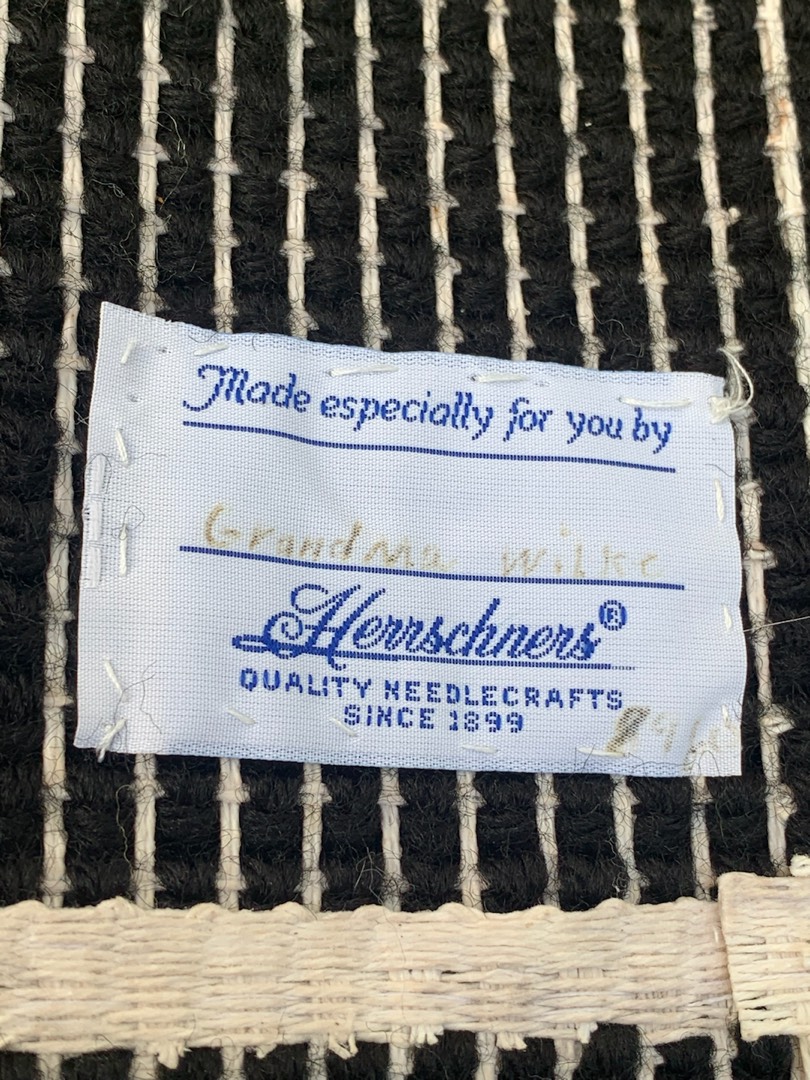 Made especially for you by
Grandma Wilke
Herrschners®
QUALITY NEEDLECRAFTS
SINCE 1899